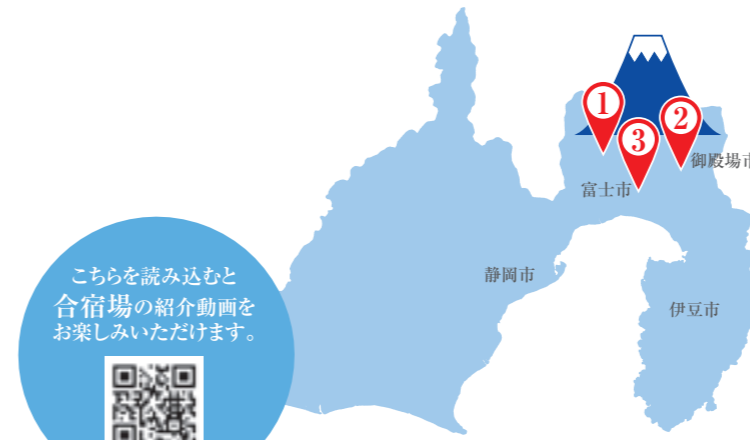 1
2
3
御殿場市
富士市
静岡市
伊豆市
こちらを読み込むと
合宿場の紹介動画を
お楽しみいただけます。